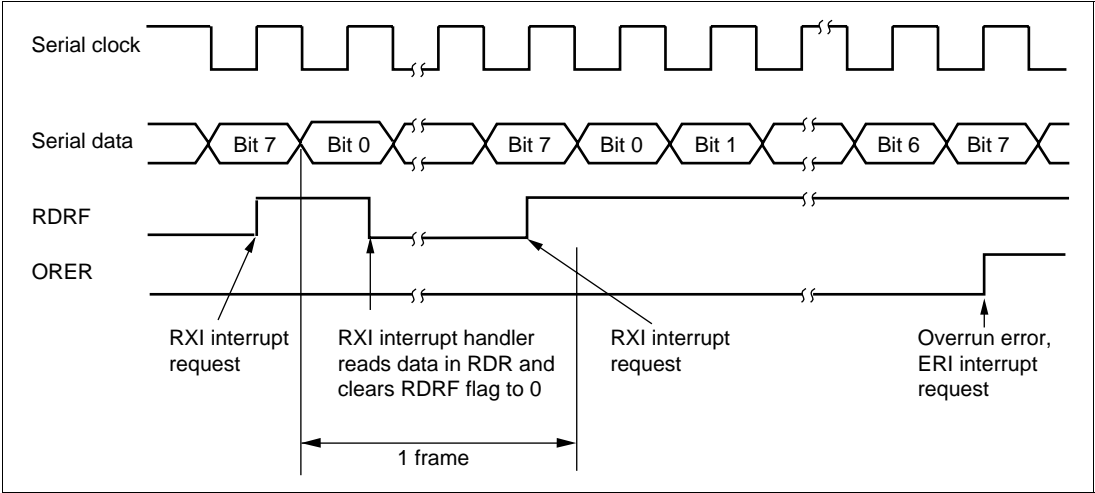 Serial clock
Serial data
Bit 7
Bit 0
Bit 7
Bit 0
Bit 1
Bit 6
Bit 7
RDRF
ORER
RXI interrupt
request
RXI interrupt handler
reads data in RDR and
clears RDRF flag to 0
RXI interrupt
request
Overrun error,
ERI interrupt
request
1 frame